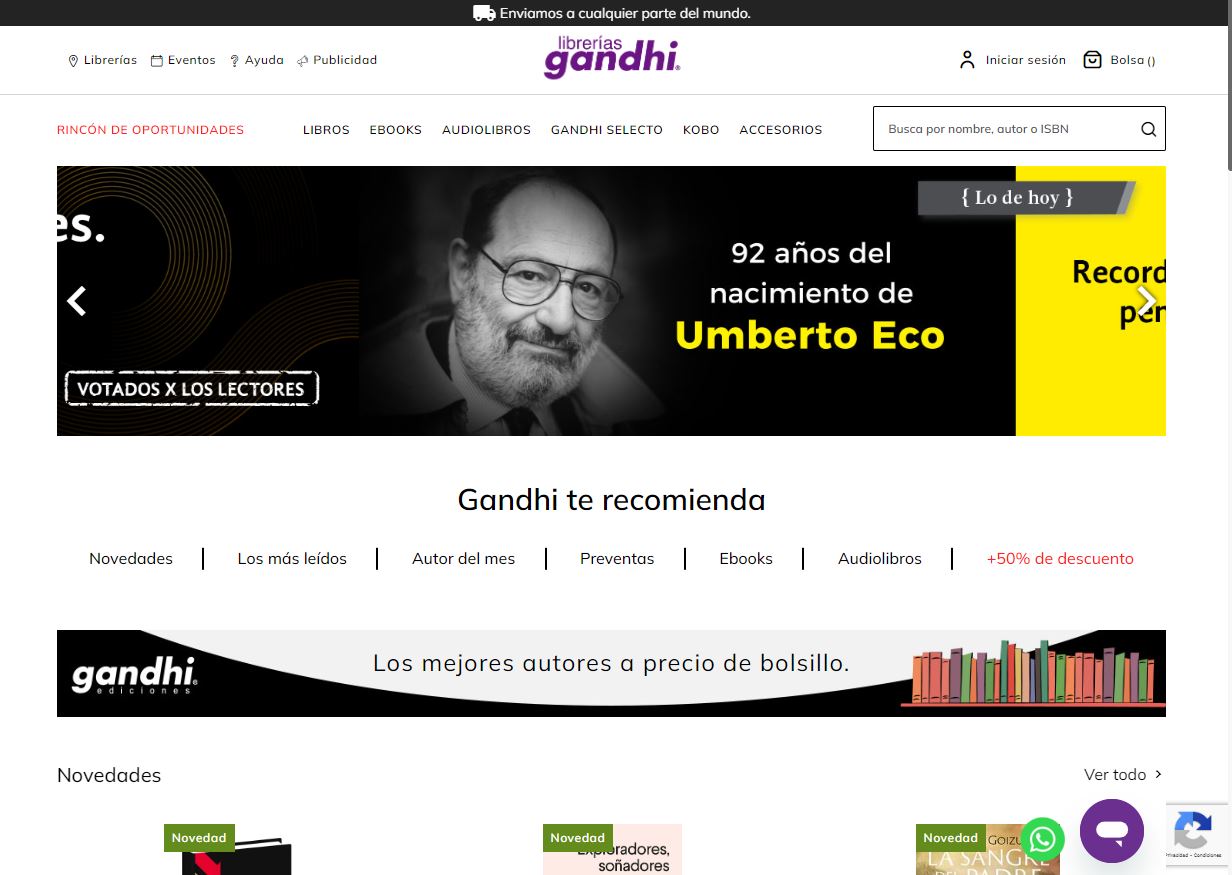 Enviamos a cualquier parte del mundo.
Librerías Eventos Ayuda Publicidad
librerías
gandhi
Iniciar sesión Bolsa ()
RINCÓN DE OPORTUNIDADES LIBROS EBOOKS AUDIOLIBROS GANDHI SELECTO KOBO ACCESORIOS
Busca por nombre, autor o ISBN
es.
VOTADOS X LOS LECTORES
92 años del
nacimiento de
Umberto Eco
{ Lo de hoy }
Record
pen
Gandhi te recomienda
Novedades Los más leídos Autor del mes Preventas Ebooks Audiolibros +50% de descuento
gandhi
ediciones
Los mejores autores a precio de bolsillo.
Novedades
Ver todo
Novedad
Novedad
Exploradores,
soñadores
Novedad
LA SANGRE
DEL PADRE
Privacidad - Condiciones